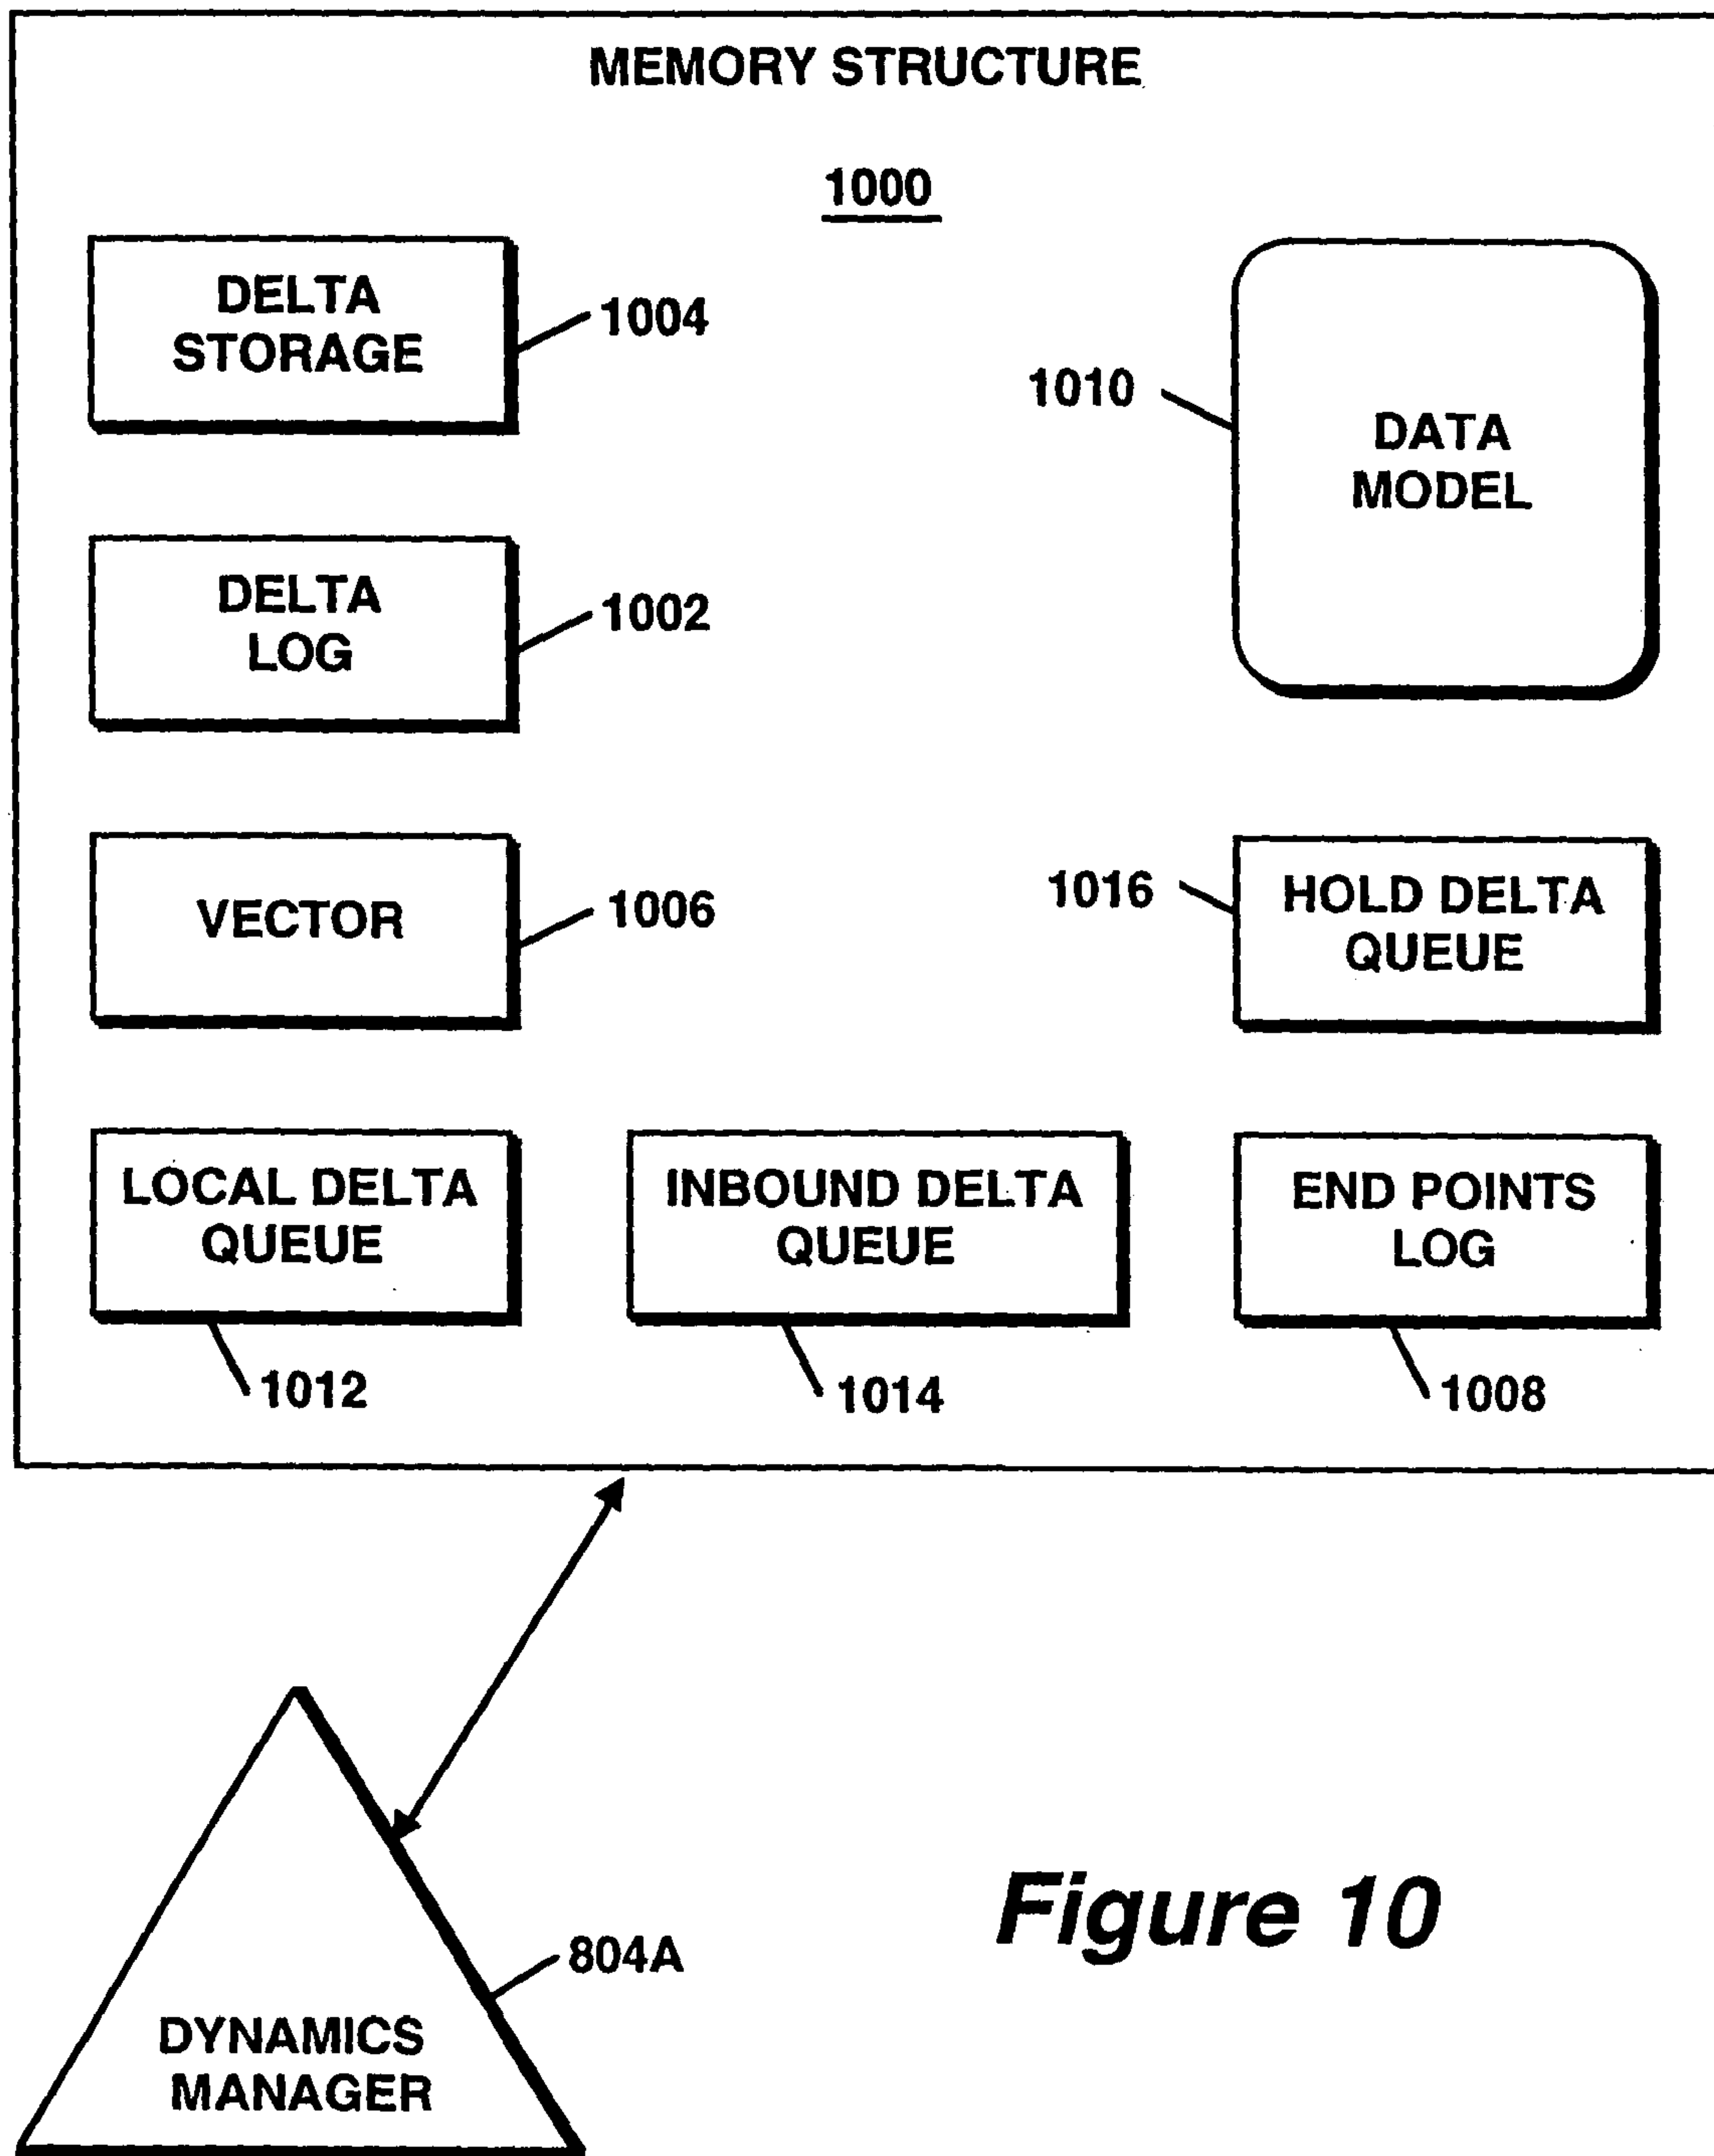 MEMORY STRUCTURE
1000
DELTA
STORAGE
1004
1010
DATA
MODEL
DELTA
LOG
1002
VECTOR
1006
1016
HOLD DELTA
QUEUE
LOCAL DELTA
QUEUE
1012
INBOUND DELTA
QUEUE
1014
END POINTS
LOG
1008
804A
DYNAMICS
MANAGER
Figure 10